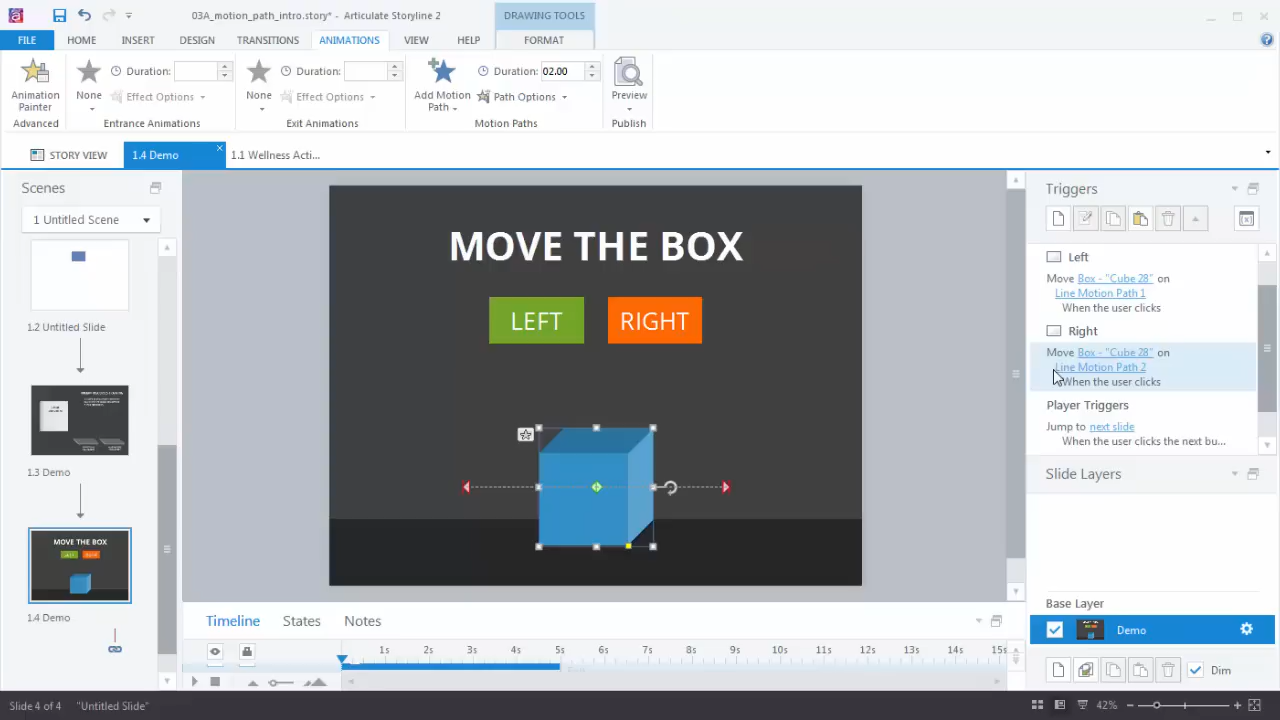 03A_motion_path_intro.story* - Articulate Storyline 2
DRAWING TOOLS
FILE
HOME
INSERT
DESIGN
TRANSITIONS
ANIMATIONS
VIEW
HELP
FORMAT
Animation
Painter
Advanced
None
Duration:
Effect Options
Entrance Animations
None
Duration:
Effect Options
Exit Animations
Add Motion
Path
Duration: 02.00
Path Options
Motion Paths
Preview
Publish
STORY VIEW
1.4 Demo
1.1 Wellness Acti...
Scenes
1 Untitled Scene
1.2 Untitled Slide
1.3 Demo
MOVE THE BOX
LEFT
RIGHT
1.4 Demo
MOVE THE BOX
LEFT
RIGHT
Triggers
Left
Move Box - "Cube 28" on
Line Motion Path 1
When the user clicks
Right
Move Box - "Cube 28" on
Line Motion Path 2
When the user clicks
Player Triggers
Jump to next slide
When the user clicks the next bu...
Slide Layers
Base Layer
Demo
Dim
Timeline
States
Notes
1s
2s
3s
4s
5s
6s
7s
8s
9s
10s
11s
12s
13s
14s
15s
Slide 4 of 4
"Untitled Slide"
42%